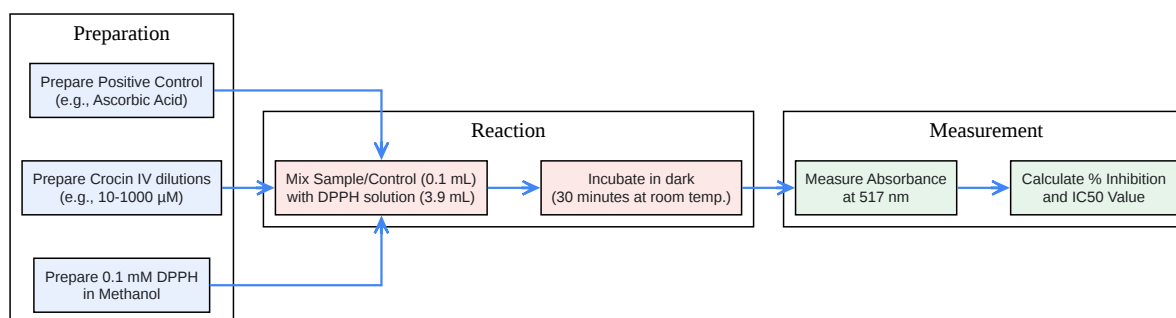 Preparation
Prepare Positive Control
(e.g., Ascorbic Acid)
Prepare Crocin IV dilutions
(e.g., 10-1000 µM)
Prepare 0.1 mM DPPH
in Methanol
Reaction
Mix Sample/Control (0.1 mL)
with DPPH solution (3.9 mL)
Incubate in dark
(30 minutes at room temp.)
Measurement
Measure Absorbance
at 517 nm
Calculate % Inhibition
and IC50 Value